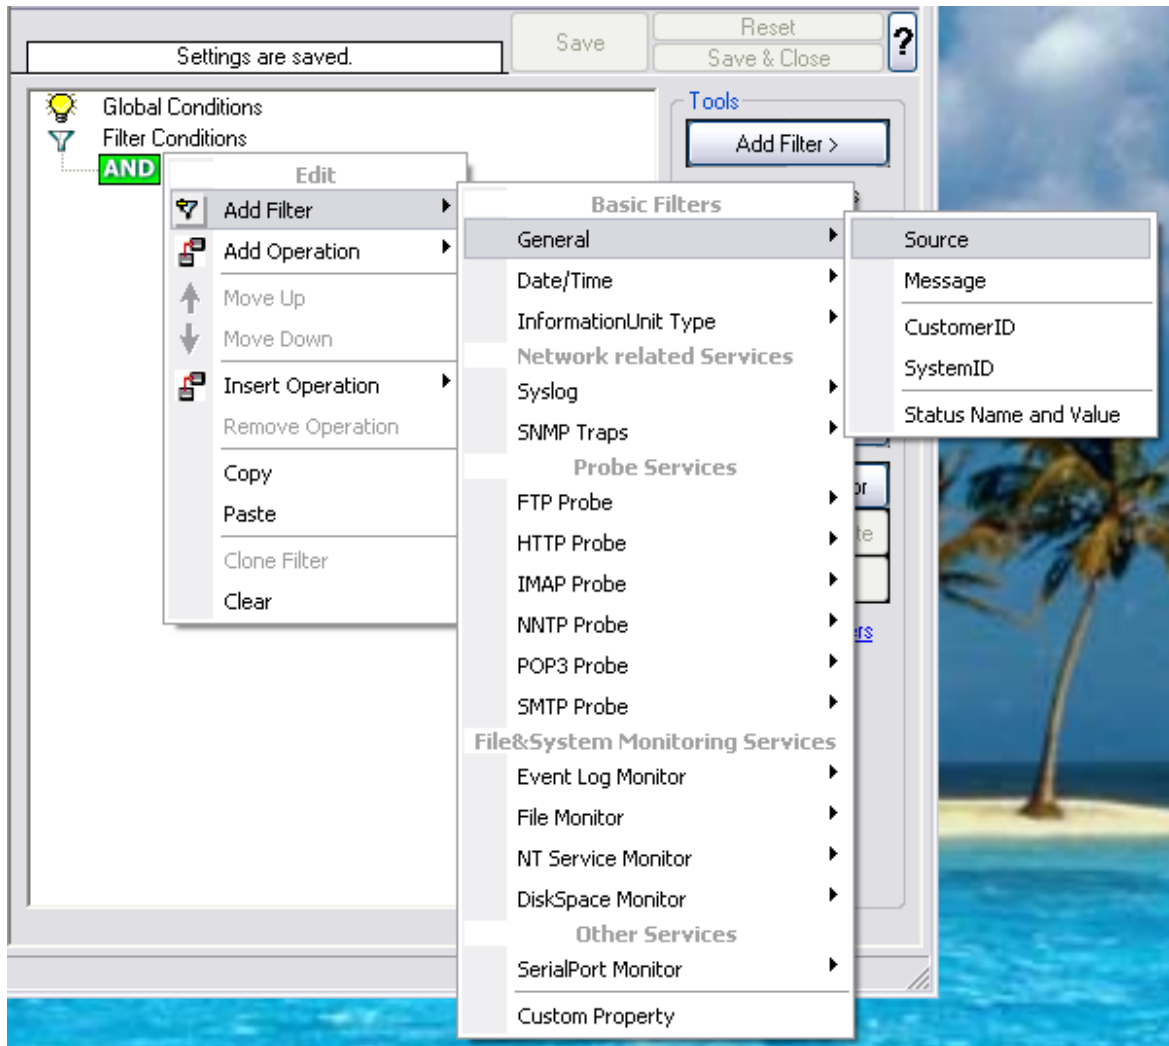 Reset
Save
?
Settings are saved.
Save & Close
Global Conditions
Tools
Filter Conditions
Add Filter >
AND
Edit
Add Filter
Add Operation
Move Up
Move Down
Insert Operation
Remove Operation
Copy
Paste
Clone Filter
Clear
Basic Filters
General
Date/Time
InformationUnit Type
Network related Services
Syslog
SNMP Traps
Probe Services
FTP Probe
HTTP Probe
IMAP Probe
NNTP Probe
POP3 Probe
SMTP Probe
File&System Monitoring Services
Event Log Monitor
File Monitor
NT Service Monitor
DiskSpace Monitor
Other Services
SerialPort Monitor
Custom Property
Source
Message
CustomerID
SystemID
Status Name and Value